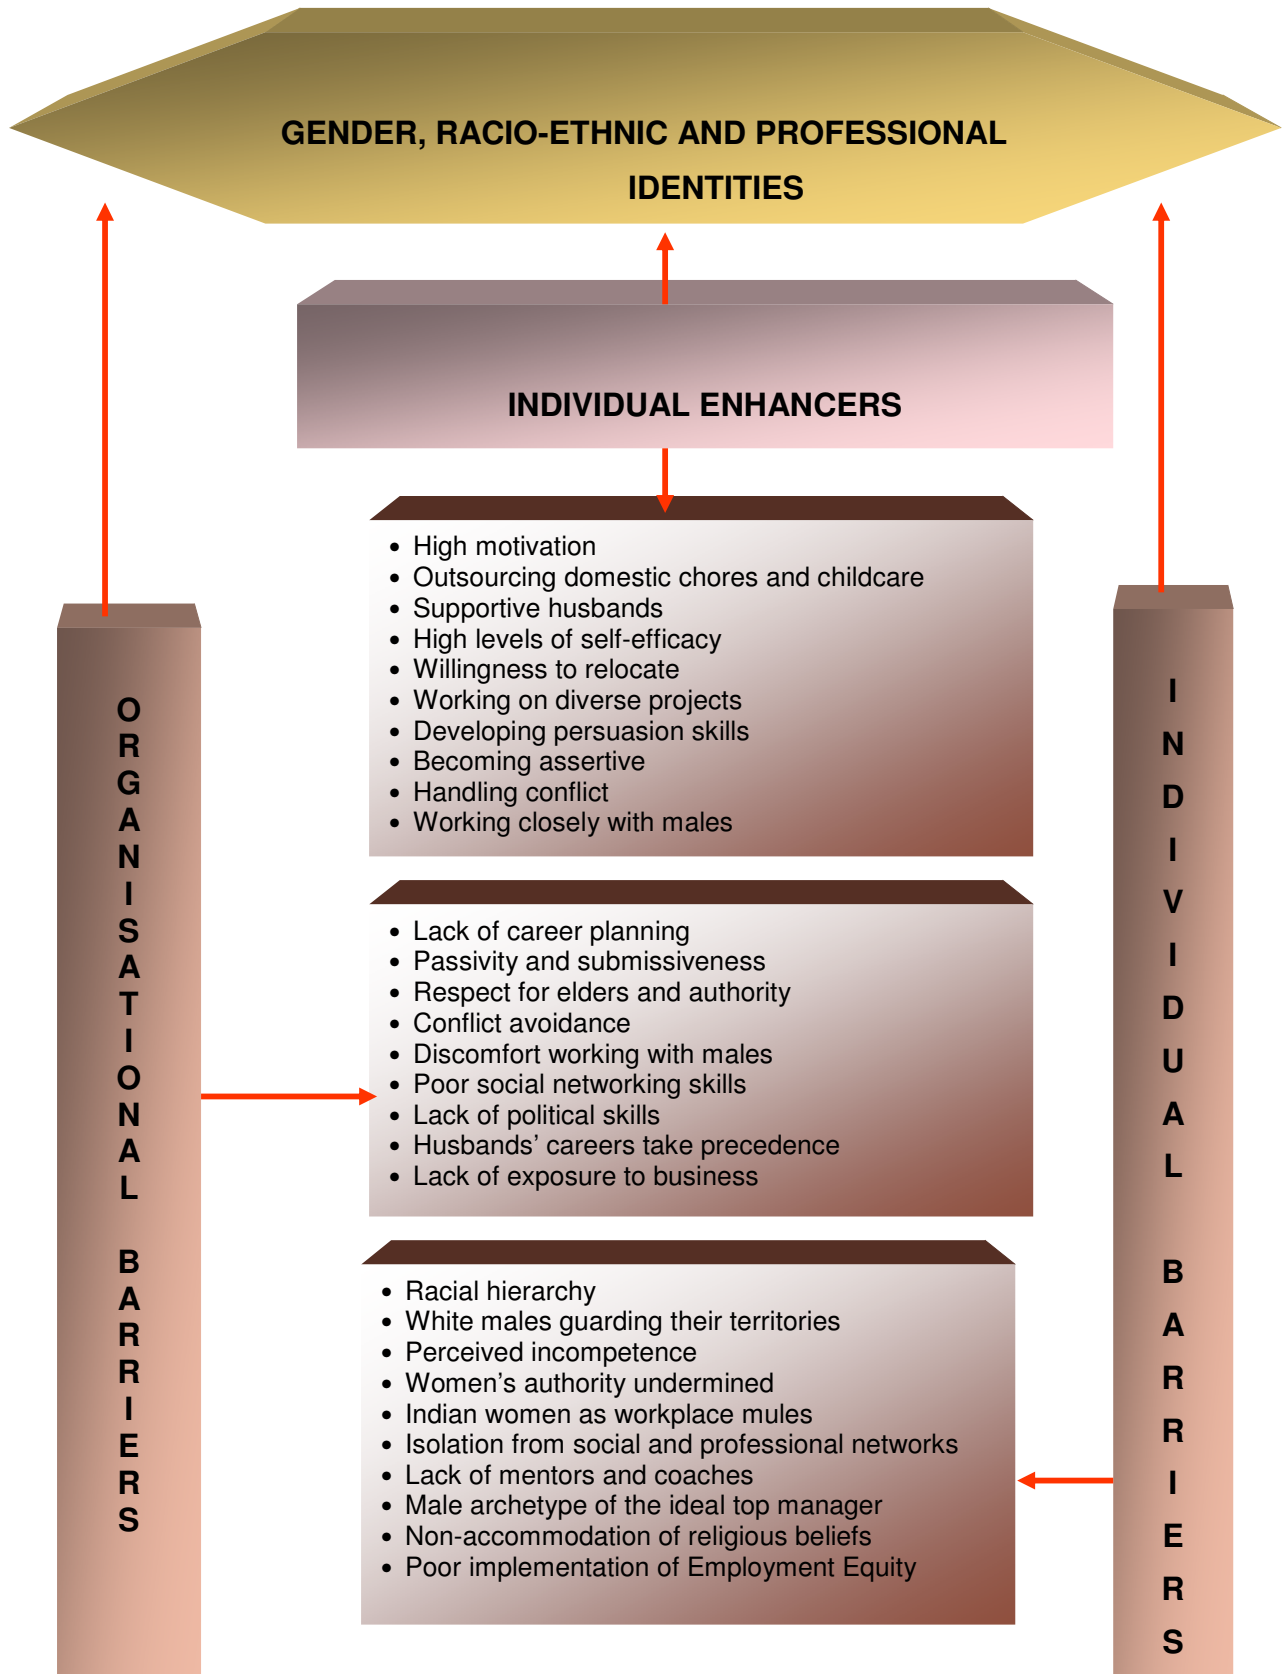 GENDER, RACIO-ETHNIC AND PROFESSIONAL
IDENTITIES
INDIVIDUAL ENHANCERS
• High motivation
• Outsourcing domestic chores and childcare
• Supportive husbands
• High levels of self-efficacy
• Willingness to relocate
• Working on diverse projects
• Developing persuasion skills
• Becoming assertive
• Handling conflict
• Working closely with males
ORGANISATIONAL BARRIERS
• Lack of career planning
• Passivity and submissiveness
• Respect for elders and authority
• Conflict avoidance
• Discomfort working with males
• Poor social networking skills
• Lack of political skills
• Husbands’ careers take precedence
• Lack of exposure to business
INDIVIDUAL BARRIERS
• Racial hierarchy
• White males guarding their territories
• Perceived incompetence
• Women’s authority undermined
• Indian women as workplace mules
• Isolation from social and professional networks
• Lack of mentors and coaches
• Male archetype of the ideal top manager
• Non-accommodation of religious beliefs
• Poor implementation of Employment Equity